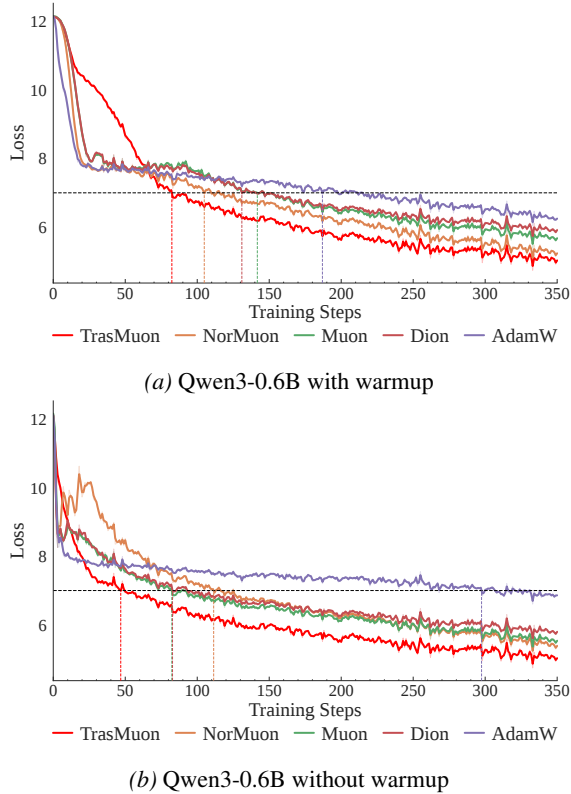 12
10
8
6
Loss
0 50 100 150 200 250 300 350
Training Steps
TrasMuon NorMuon Muon Dion AdamW
(a) Qwen3-0.6B with warmup
12
10
8
6
Loss
0 50 100 150 200 250 300 350
Training Steps
TrasMuon NorMuon Muon Dion AdamW
(b) Qwen3-0.6B without warmup